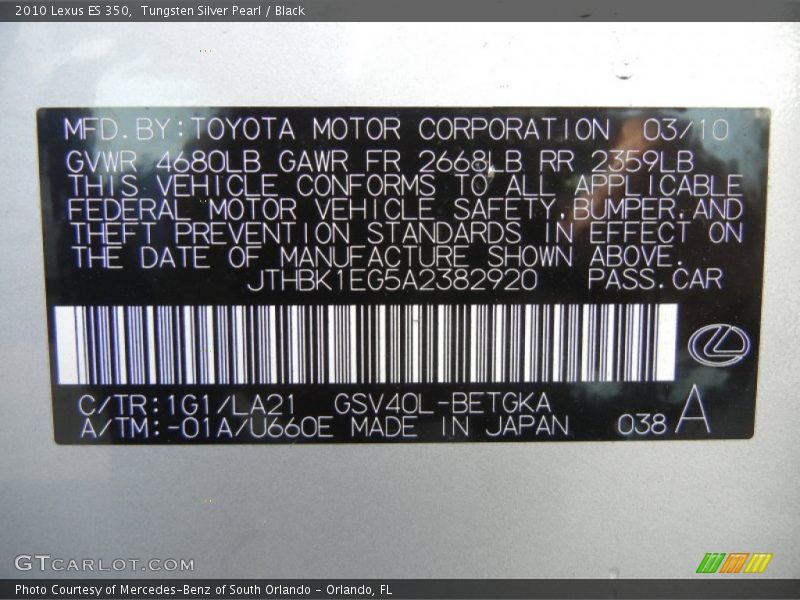 2010 Lexus ES 350,  Tungsten Silver Pearl / Black
MFD.BY:TOYOTA MOTOR CORPORATION 03/10
GVWR 4680LB GAWR FR 2668LB RR 2359LB
THIS VEHICLE CONFORMS TO ALL APPLICABLE
FEDERAL MOTOR VEHICLE SAFETY,BUMPER,AND
THEFT PREVENTION STANDARDS IN EFFECT ON
THE DATE OF MANUFACTURE SHOWN ABOVE.
JTHBK1EG5A2382920 PASS.CAR
C/TR:1G1/LA21 GSV40L-BETGKA
A/TM:-01A/U660E MADE IN JAPAN 038 A
GTCARLOT.COM
Photo Courtesy of Mercedes-Benz of South Orlando - Orlando, FL